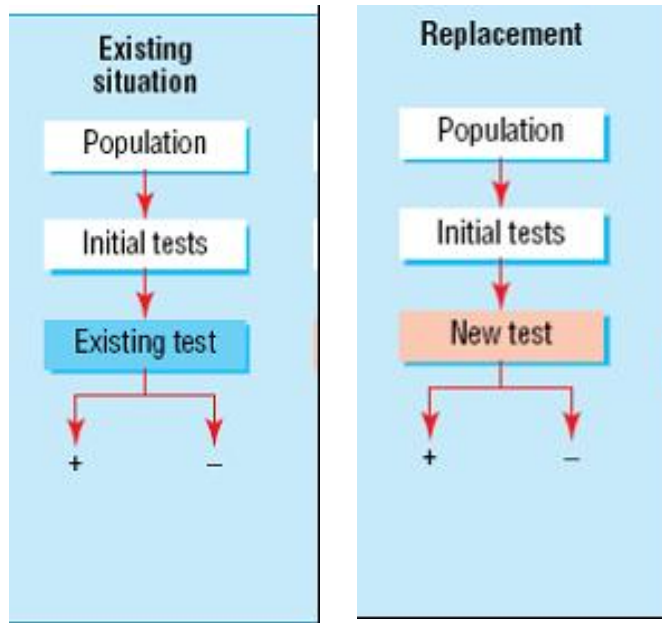 Existing
situation
Population
Initial tests
Existing test
+
–
Replacement
Population
Initial tests
New test
+
–